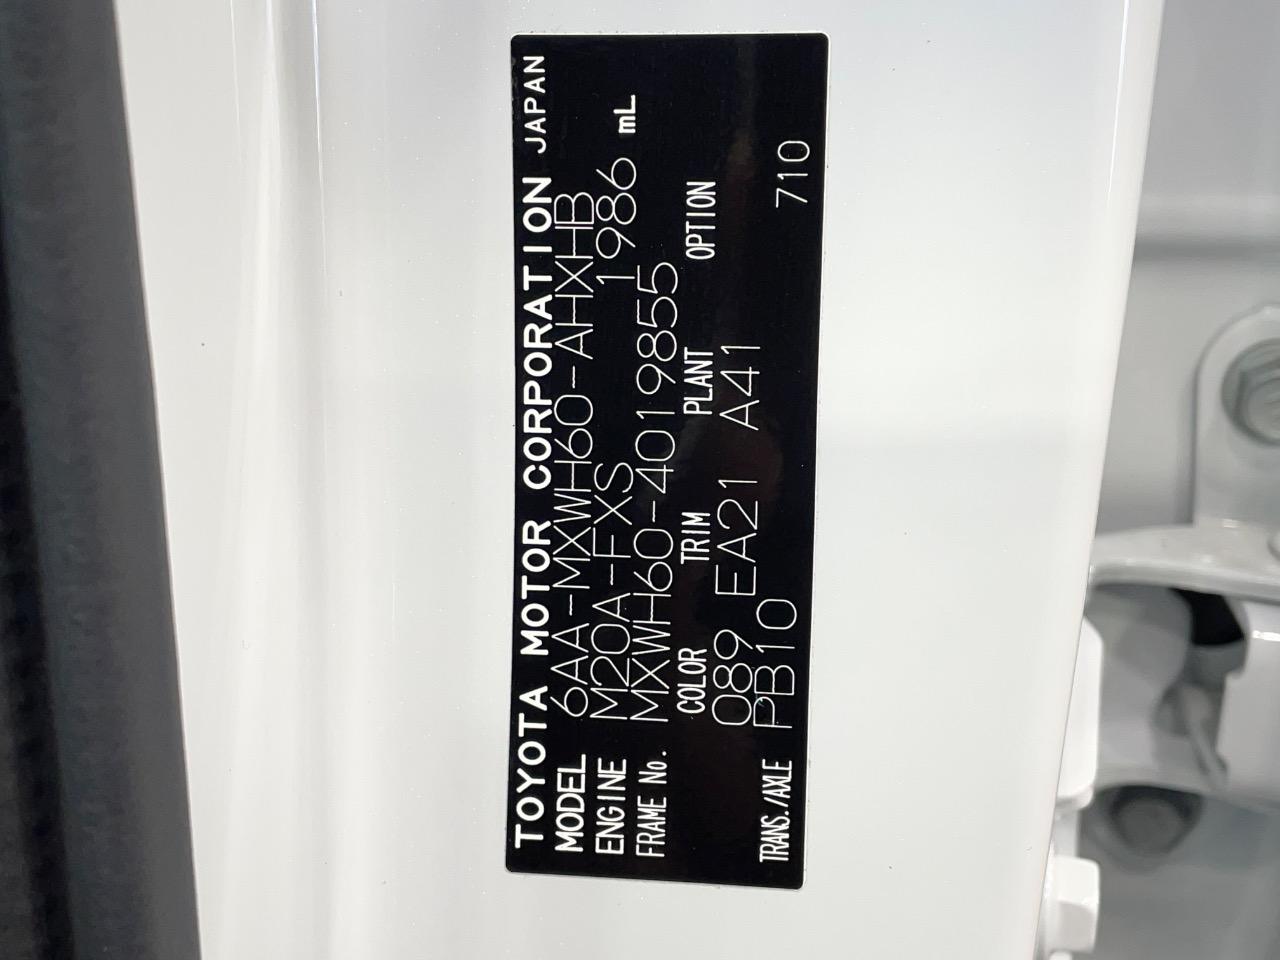 TOYOTA MOTOR CORPORATION JAPAN
MODEL 6AA-MXWH60-AHXHB
ENGINE M20A-FXS 1986 mL
FRAME No. MXWH60-4019855
COLOR TRIM PLANT OPTION
089 EA21 A41
TRANS./AXLE PB10 710